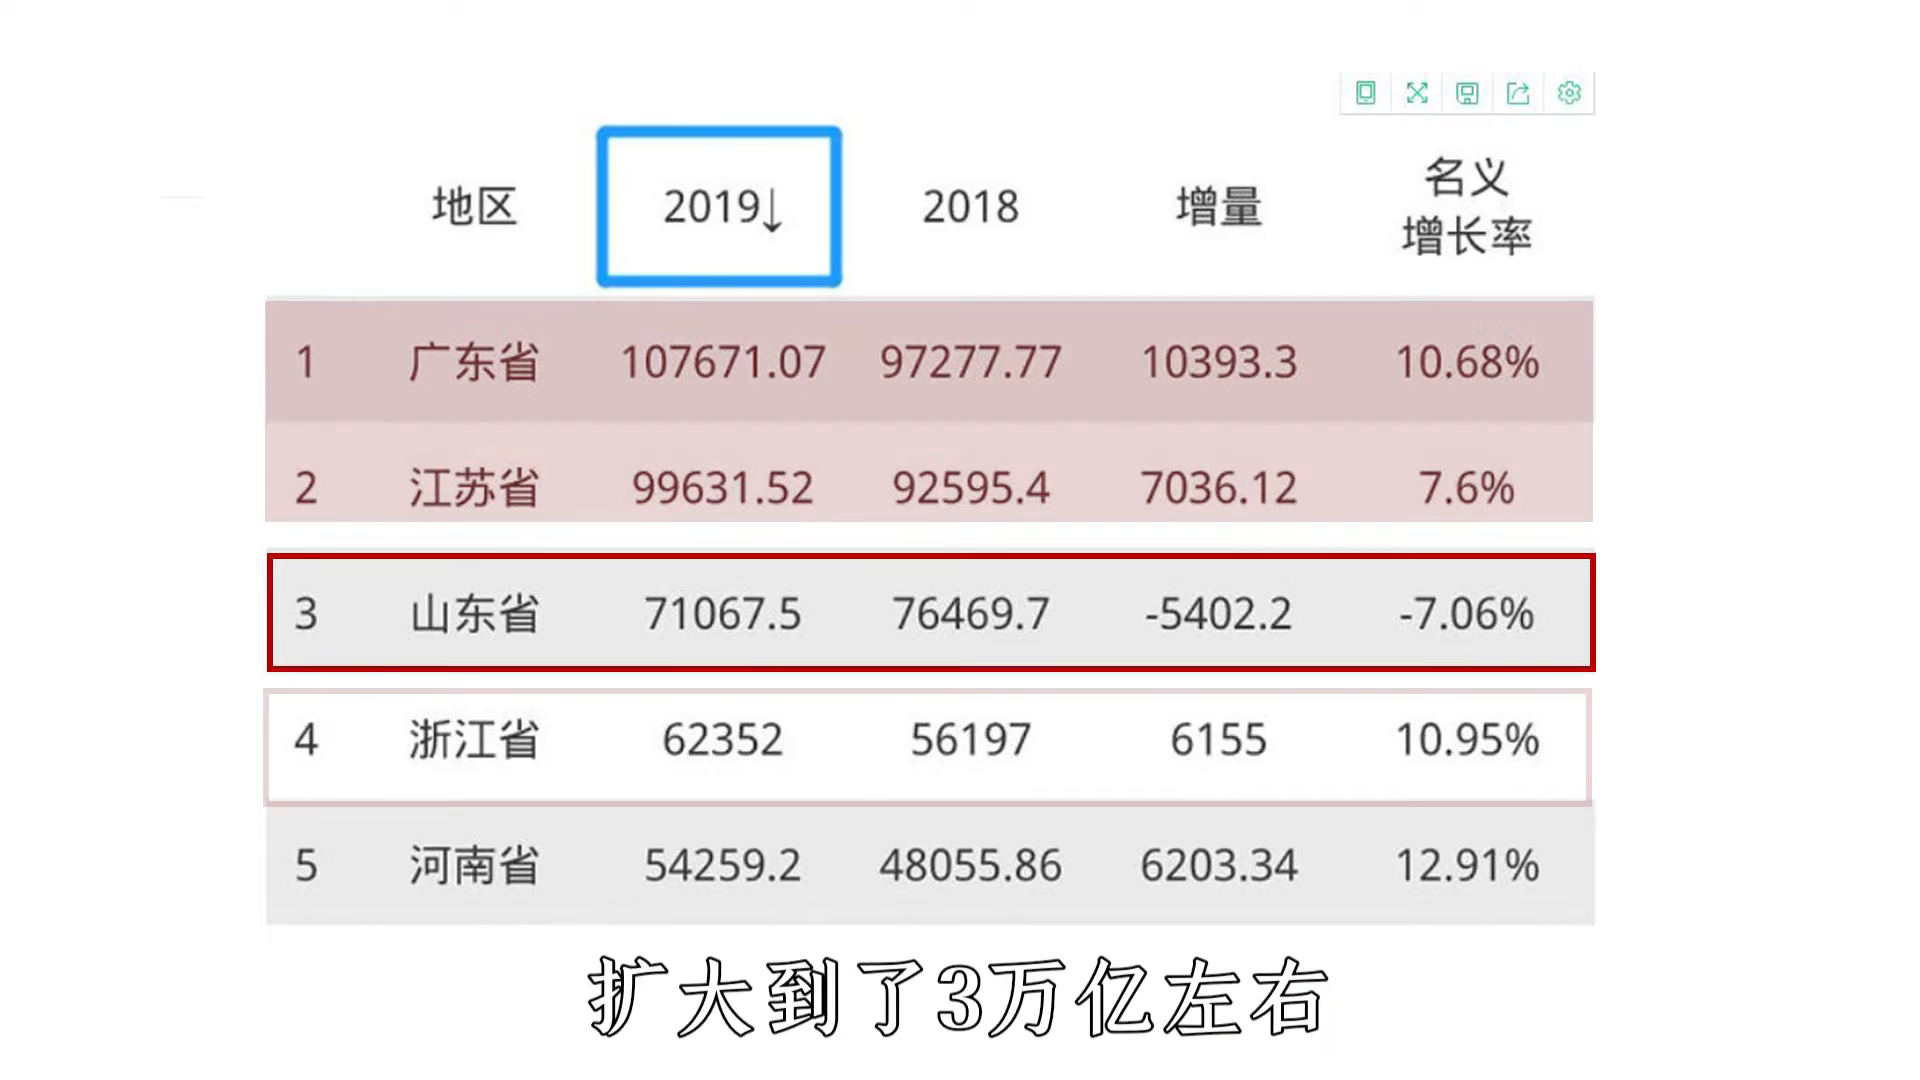 地区 2019↓ 2018 增量 名义
增长率
1 广东省 107671.07 97277.77 10393.3 10.68%
2 江苏省 99631.52 92595.4 7036.12 7.6%
3 山东省 71067.5 76469.7 -5402.2 -7.06%
4 浙江省 62352 56197 6155 10.95%
5 河南省 54259.2 48055.86 6203.34 12.91%
扩大到了3万亿左右